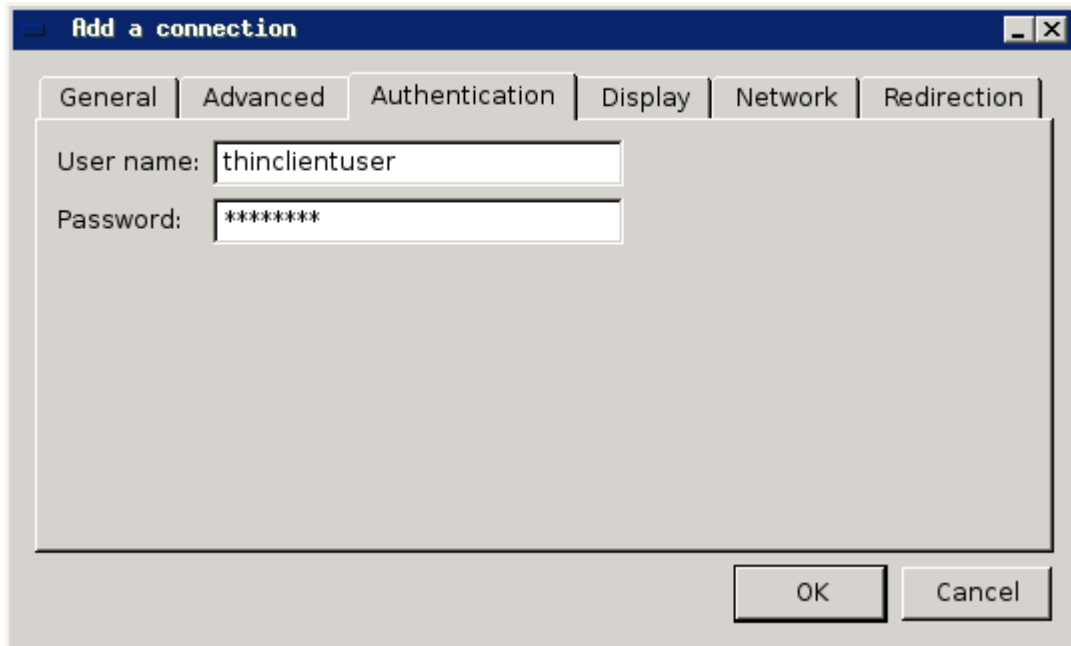 Add a connection
General Advanced Authentication Display Network Redirection
User name: thinclientuser
Password: ********
OK Cancel